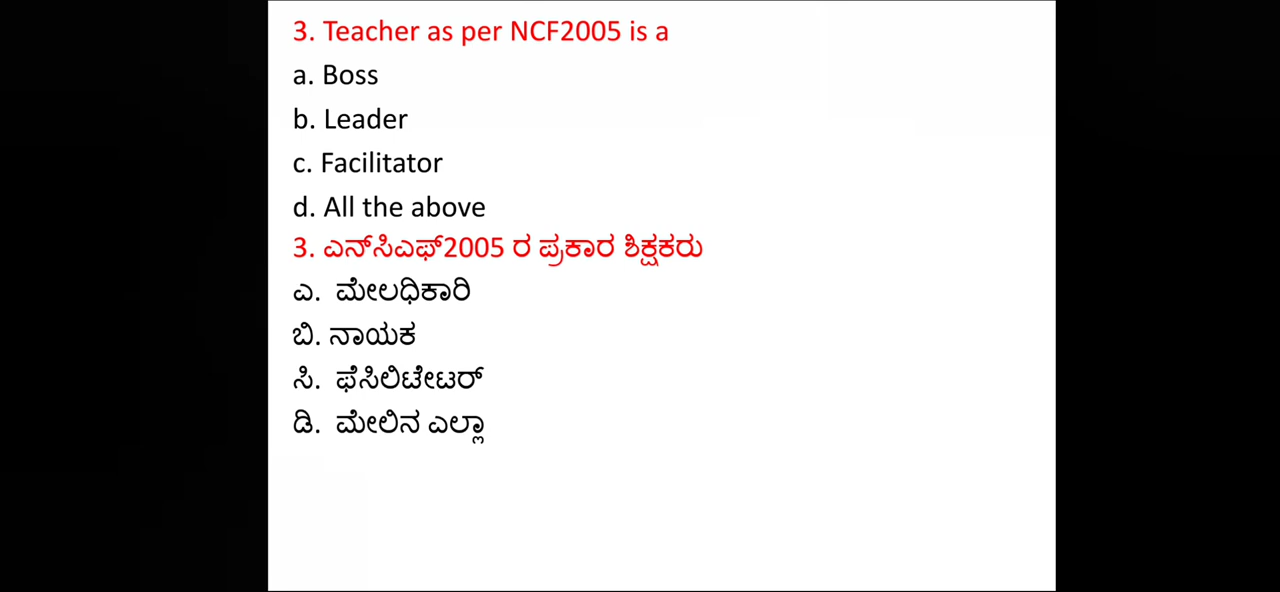 3. Teacher as per NCF2005 is a
a. Boss
b. Leader
c. Facilitator
d. All the above
3. ಎನ್‌ಸಿಎಫ್2005 ರ ಪ್ರಕಾರ ಶಿಕ್ಷಕರು
ಎ. ಮೇಲಧಿಕಾರಿ
ಬಿ. ನಾಯಕ
ಸಿ. ಫೆಸಿಲಿಟೇಟರ್
ಡಿ. ಮೇಲಿನ ಎಲ್ಲಾ